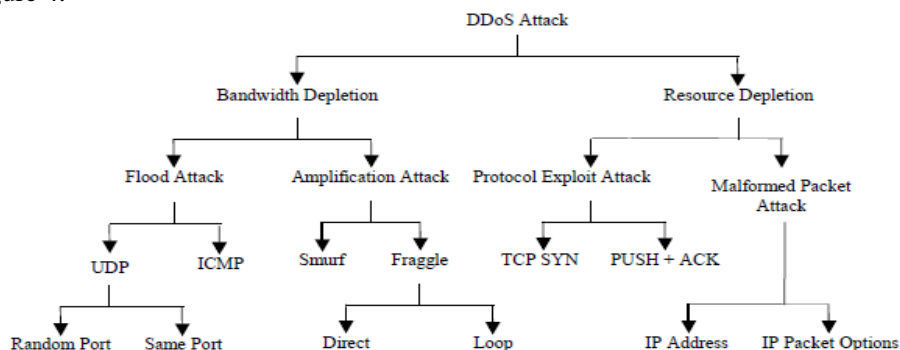 DDoS Attack
Bandwidth Depletion
Resource Depletion
Flood Attack
Amplification Attack
Protocol Exploit Attack
Malformed Packet
Attack
UDP
ICMP
Smurf
Fraggle
TCP SYN
PUSH + ACK
Random Port
Same Port
Direct
Loop
IP Address
IP Packet Options